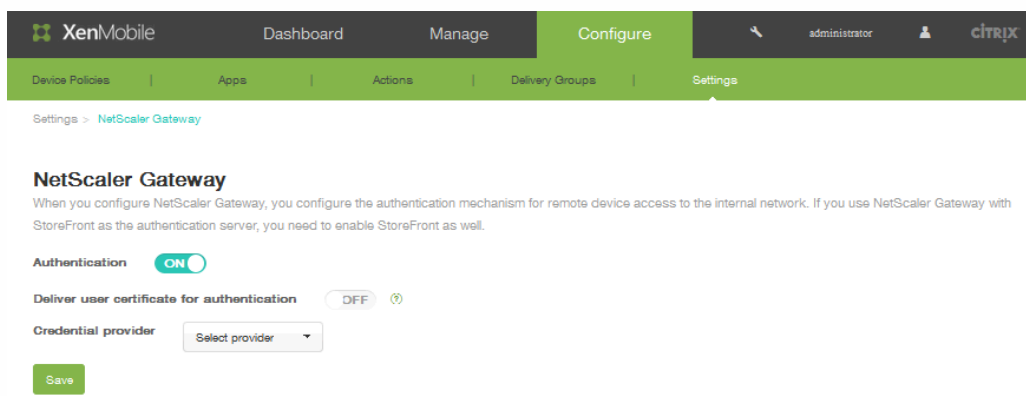 XenMobile Dashboard Manage Configure administrator CİTRIX
Device Policies | Apps | Actions | Delivery Groups | Settings
Settings > NetScaler Gateway
NetScaler Gateway
When you configure NetScaler Gateway, you configure the authentication mechanism for remote device access to the internal network. If you use NetScaler Gateway with
StoreFront as the authentication server, you need to enable StoreFront as well.
Authentication ON
Deliver user certificate for authentication OFF ?
Credential provider Select provider
Save